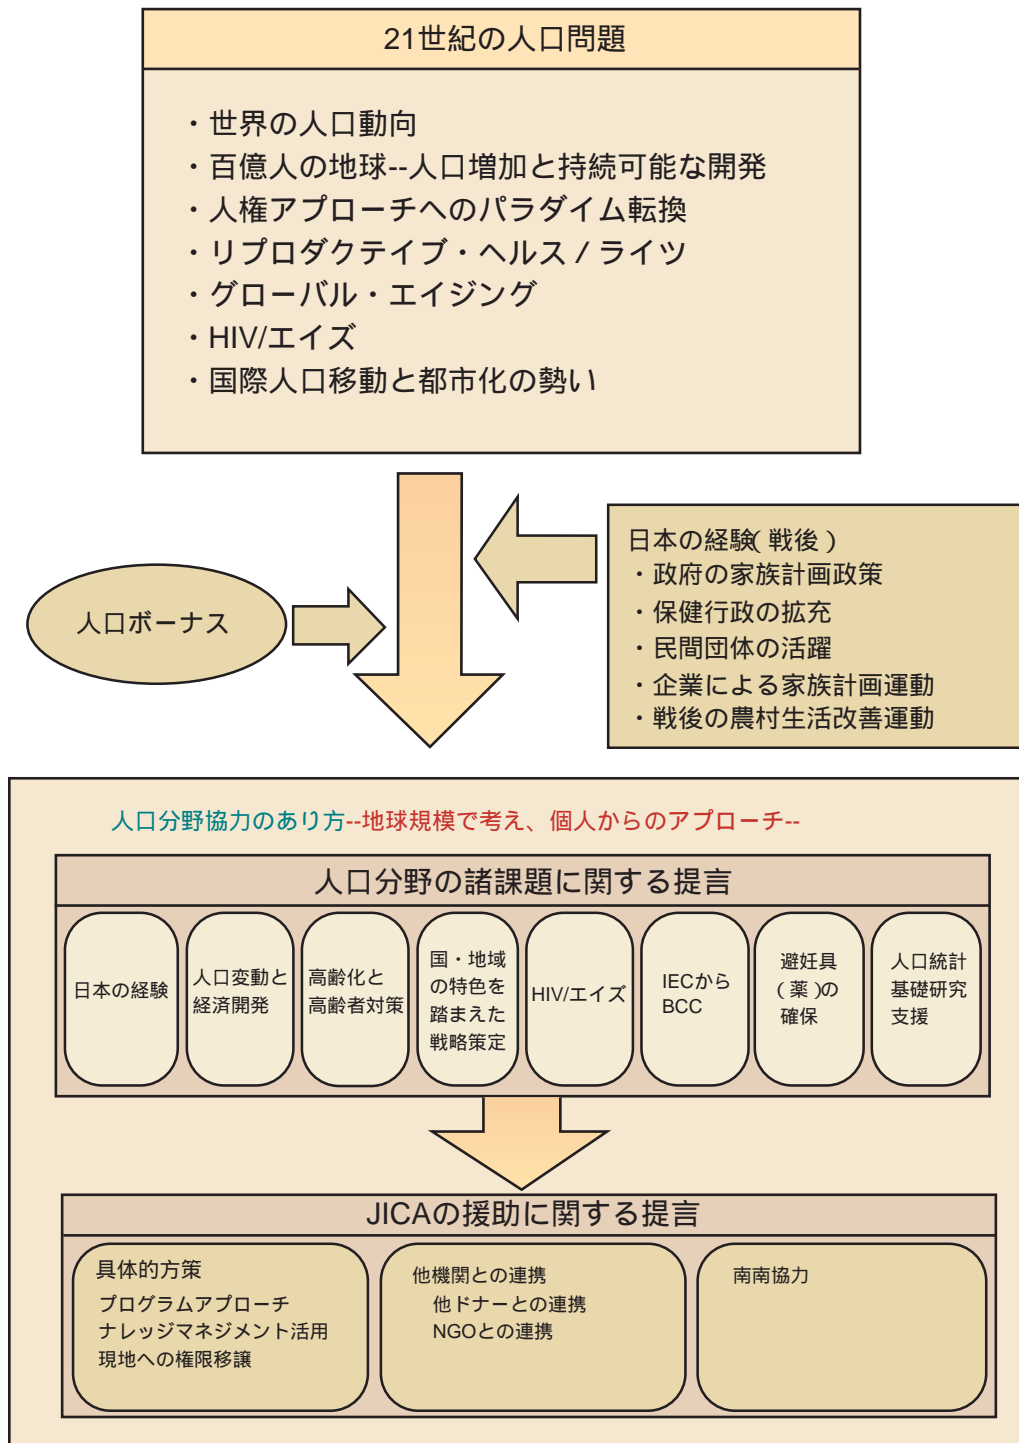 21世紀の人口問題
・世界の人口動向
・百億人の地球--人口増加と持続可能な開発
・人権アプローチへのパラダイム転換
・リプロダクテイブ・ヘルス / ライツ
・グローバル・エイジング
・HIV/エイズ
・国際人口移動と都市化の勢い
日本の経験(戦後)
・政府の家族計画政策
・保健行政の拡充
・民間団体の活躍
・企業による家族計画運動
・戦後の農村生活改善運動
人口ボーナス
人口分野協力のあり方--地球規模で考え、個人からのアプローチ--
人口分野の諸課題に関する提言
日本の経験
人口変動と
経済開発
高齢化と
高齢者対策
国・地域
の特色を
踏まえた
戦略策定
HIV/エイズ
IECから
BCC
避妊具
(薬)の
確保
人口統計
基礎研究
支援
JICAの援助に関する提言
具体的方策
プログラムアプローチ
ナレッジマネジメント活用
現地への権限移譲
他機関との連携
他ドナーとの連携
NGOとの連携
南南協力